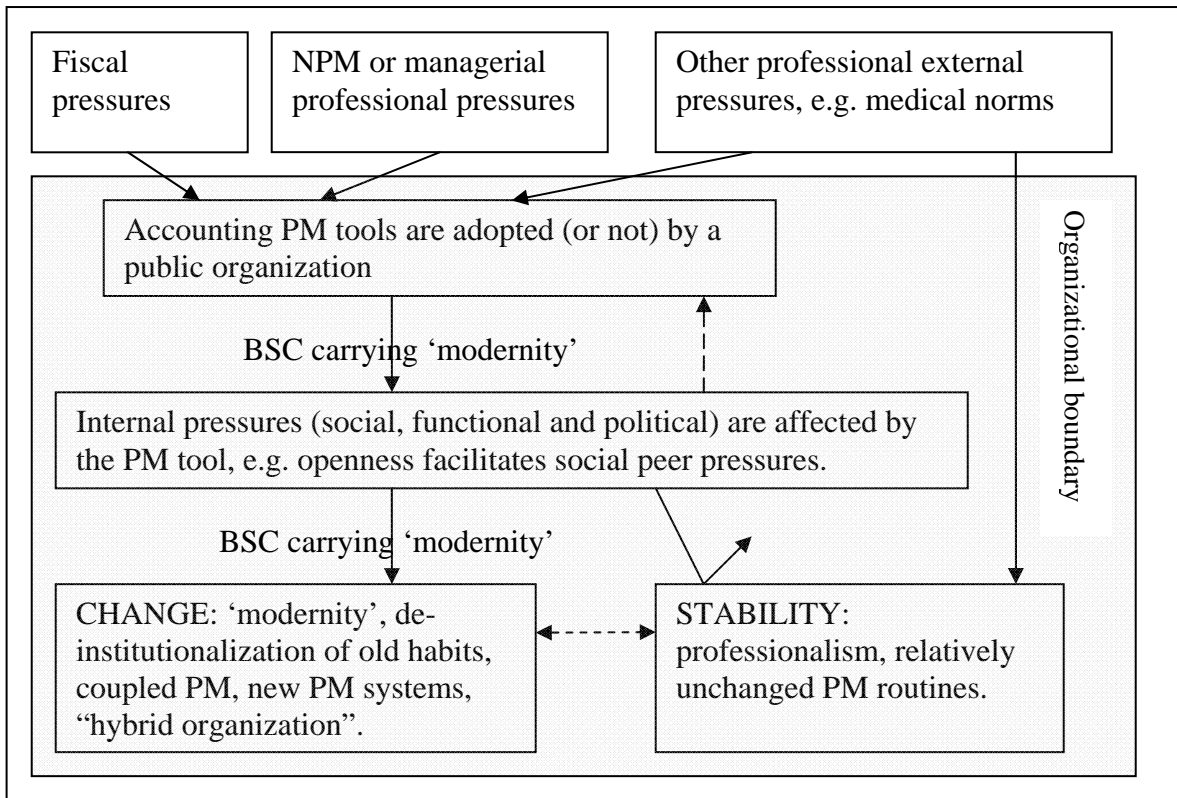 Fiscal
pressures
NPM or managerial
professional pressures
Other professional external
pressures, e.g. medical norms
Accounting PM tools are adopted (or not) by a
public organization
Organizational boundary
BSC carrying ‘modernity’
Internal pressures (social, functional and political) are affected by
the PM tool, e.g. openness facilitates social peer pressures.
BSC carrying ‘modernity’
CHANGE: ‘modernity’, de-
institutionalization of old habits,
coupled PM, new PM systems,
“hybrid organization”.
STABILITY:
professionalism, relatively
unchanged PM routines.